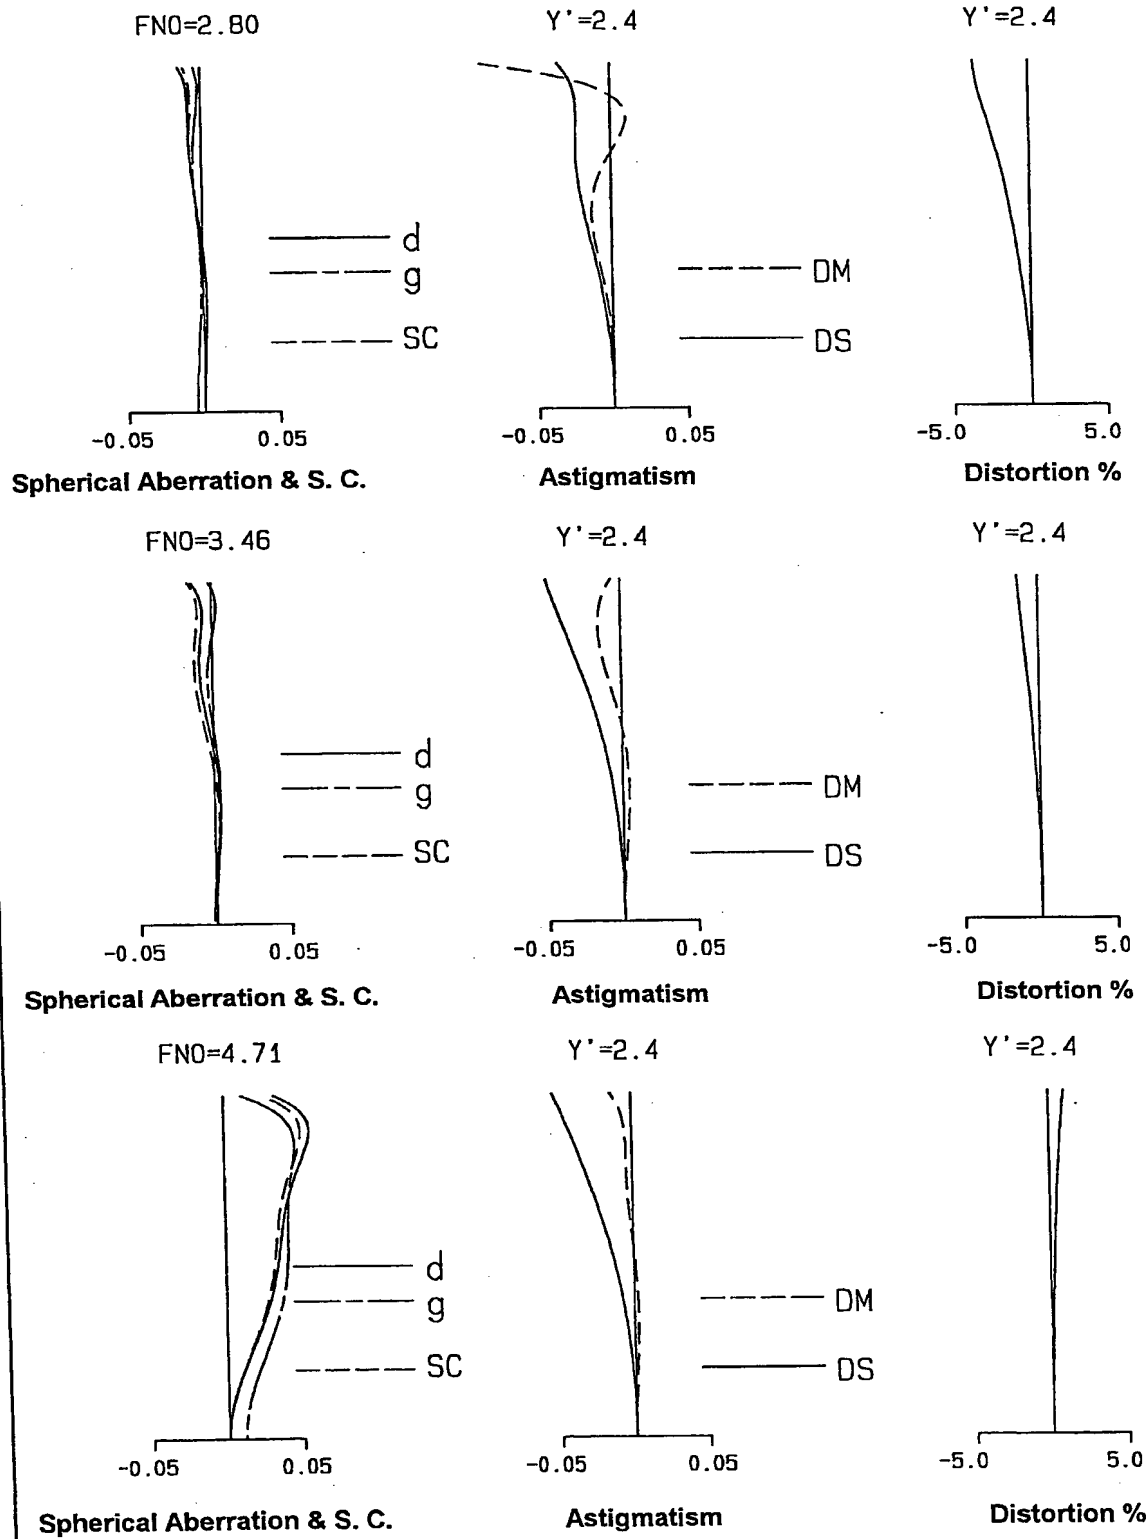 FNO=2.80
Y'=2.4
Y'=2.4
d
g
SC
DM
DS
-0.05 0.05
-0.05 0.05
-5.0 5.0
Spherical Aberration & S. C.
Astigmatism
Distortion %
FNO=3.46
Y'=2.4
Y'=2.4
d
g
SC
DM
DS
-0.05 0.05
-0.05 0.05
-5.0 5.0
Spherical Aberration & S. C.
Astigmatism
Distortion %
FNO=4.71
Y'=2.4
Y'=2.4
d
g
SC
DM
DS
-0.05 0.05
-0.05 0.05
-5.0 5.0
Spherical Aberration & S. C.
Astigmatism
Distortion %